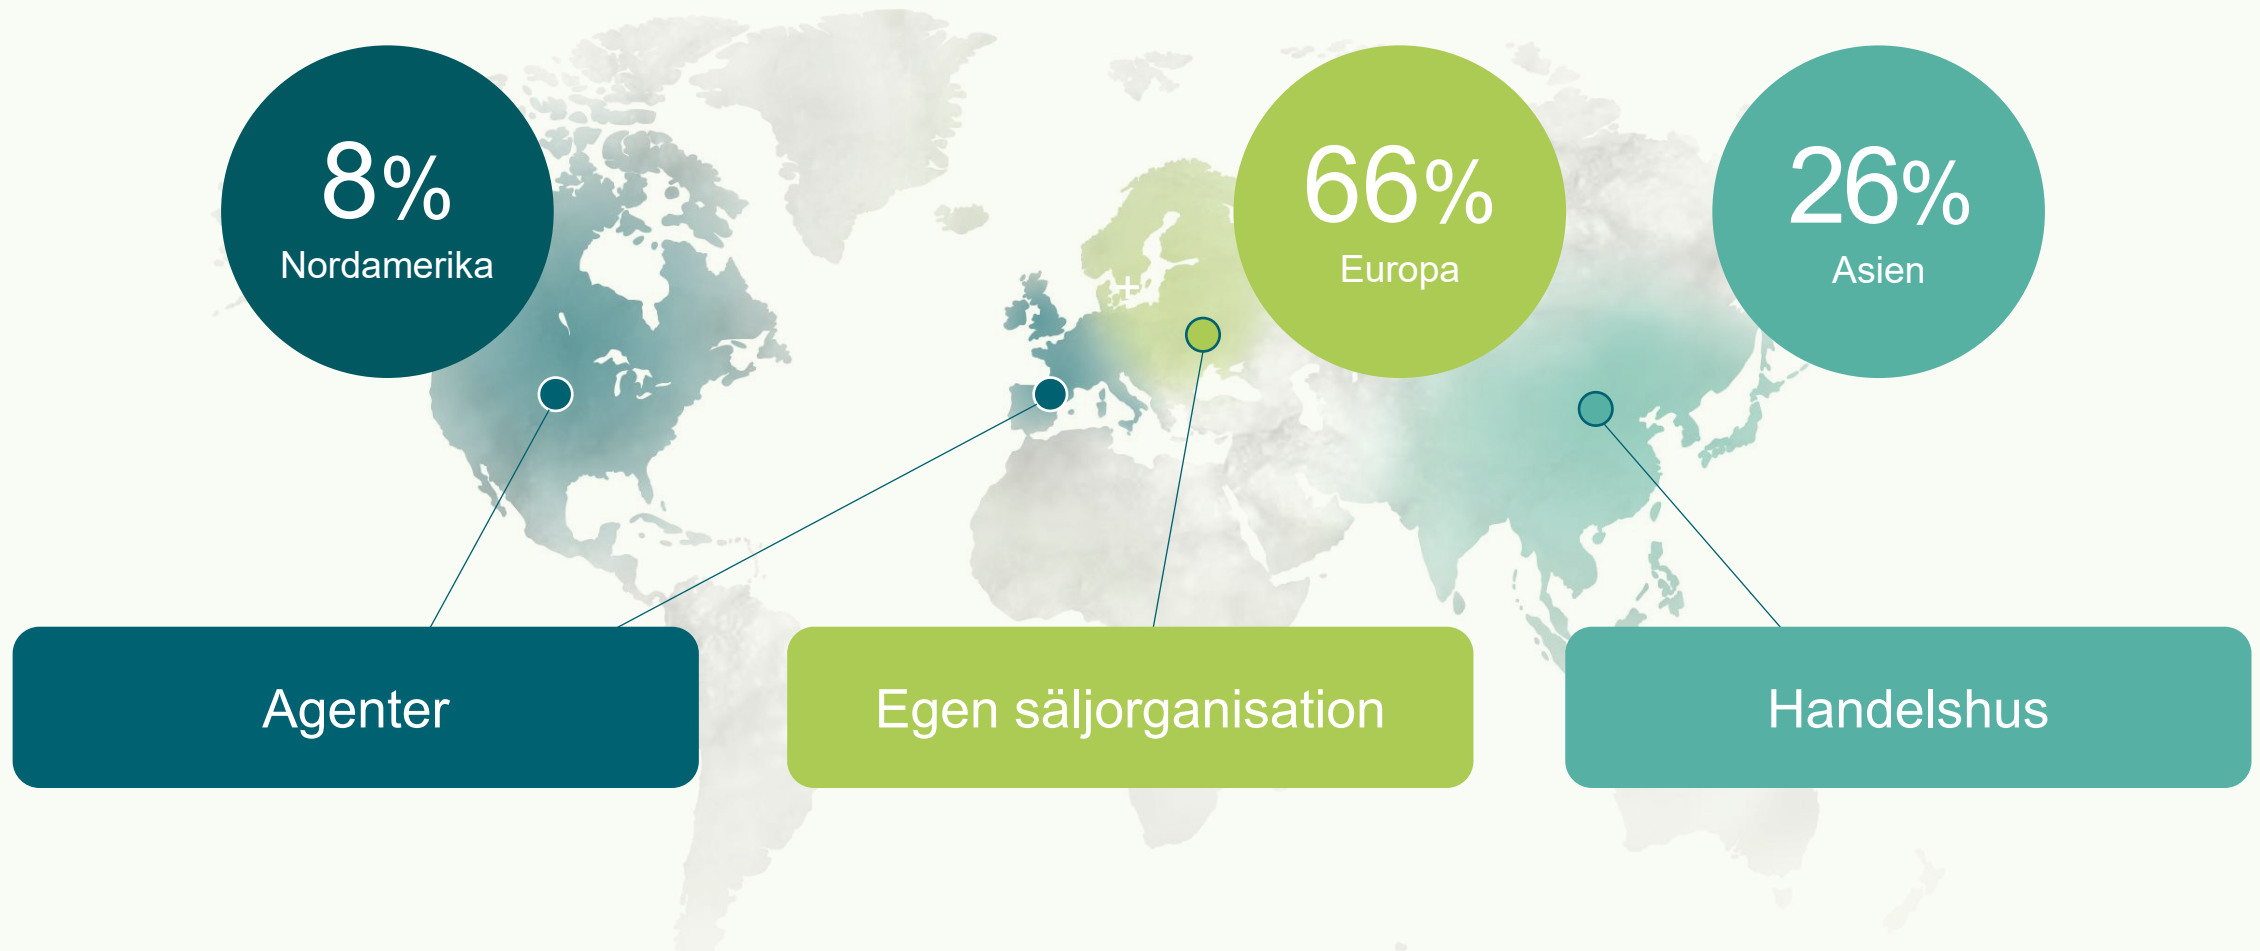 8%
Nordamerika
66%
Europa
26%
Asien
Agenter
Egen säljorganisation
Handelshus